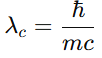 λ_c = ħ / mc